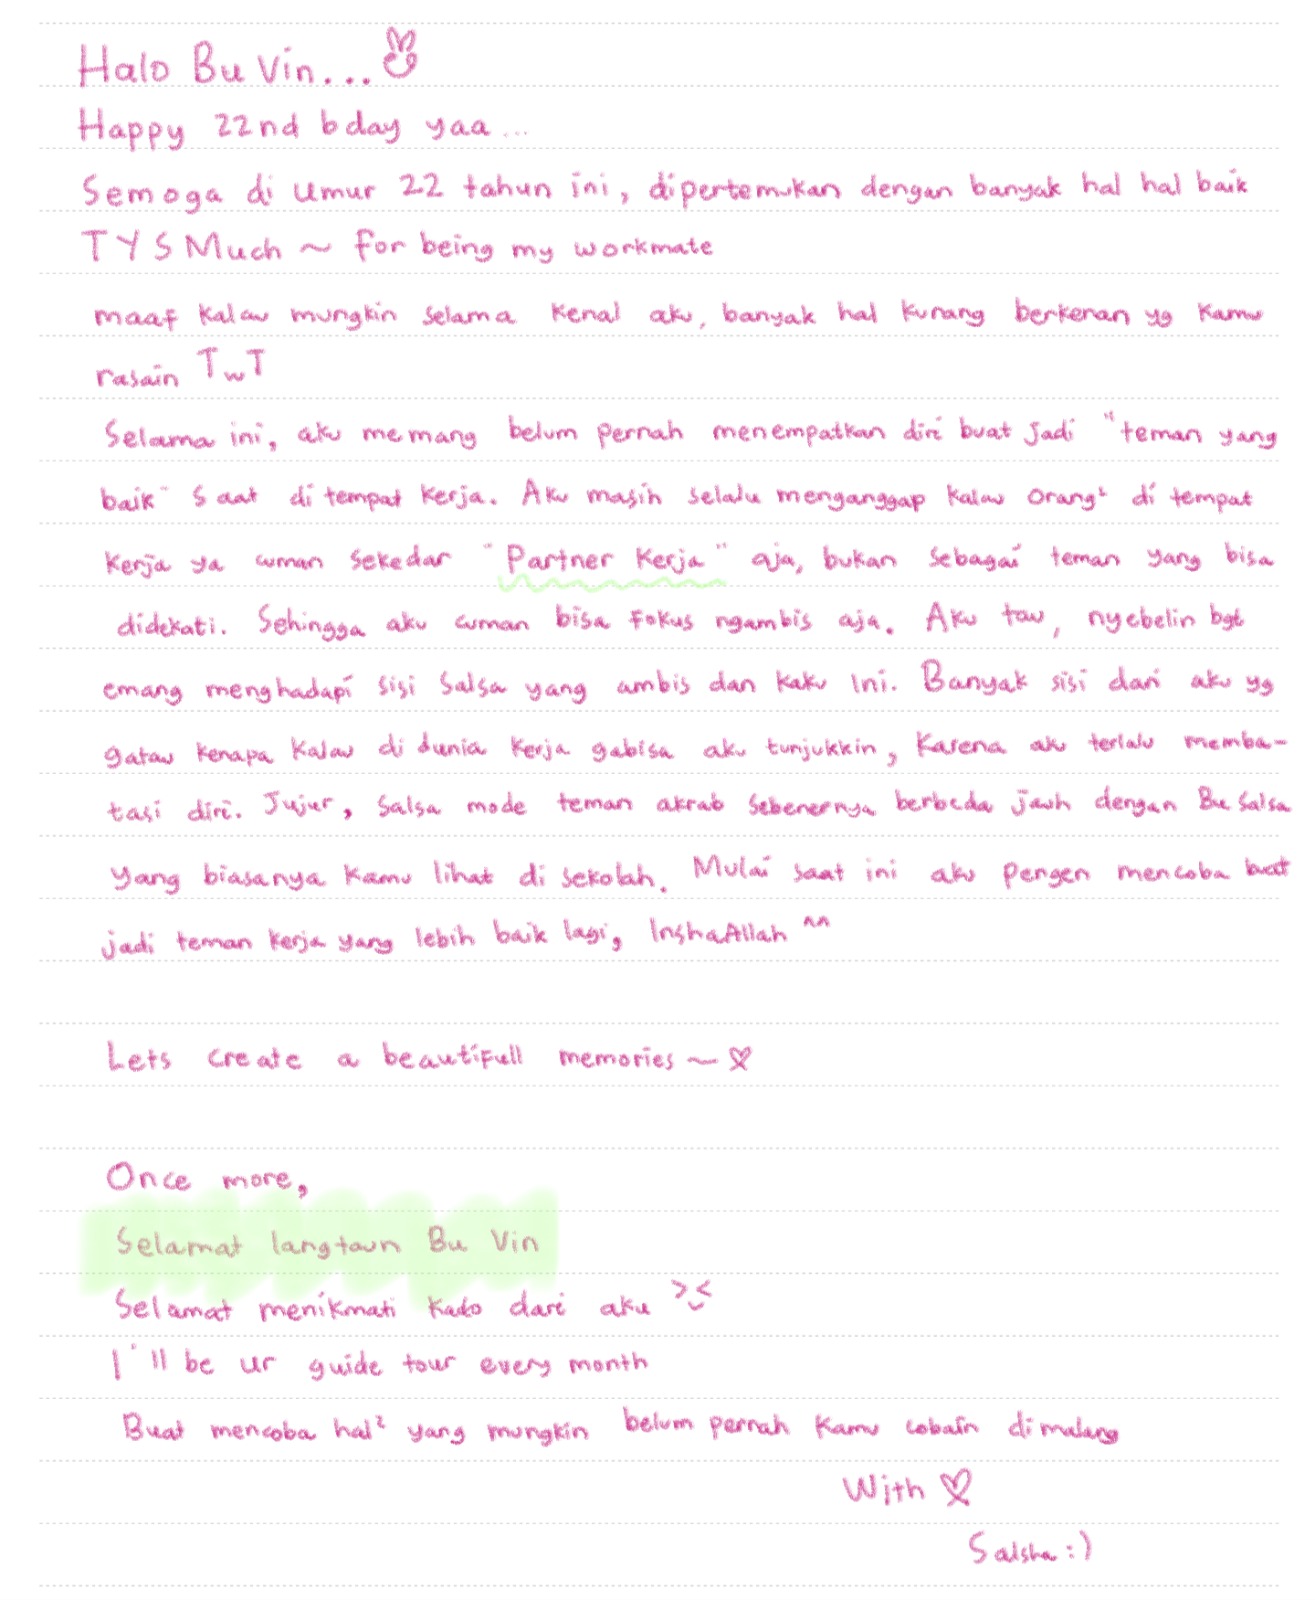 Halo Bu Vin...
Happy 22nd bday yaa...
Semoga di umur 22 tahun ini, dipertemukan dengan banyak hal hal baik
TYSMuch ~ for being my workmate
maaf kalau mungkin selama kenal aku, banyak hal kurang berkenan yg kamu
rasain TwT
Selama ini, aku memang belum pernah menempatkan diri buat jadi "teman yang
baik" saat di tempat kerja. Aku masih selalu menganggap kalau orang² di tempat
kerja ya cuman sekedar "Partner Kerja" aja, bukan sebagai teman yang bisa
didekati. Sehingga aku cuman bisa fokus ngambis aja. Aku tau, nyebelin bgt
emang menghadapi sisi Salsa yang ambis dan kaku ini. Banyak sisi dari aku yg
gatau kenapa kalau di dunia kerja gabisa aku tunjukkin, karena aku terlalu memba-
tasi diri. Jujur, Salsa mode teman akrab sebenernya berbeda jauh dengan Bu Salsa
yang biasanya kamu lihat di sekolah. Mulai saat ini aku pengen mencoba buat
jadi teman kerja yang lebih baik lagi, InshaAllah ^^
Lets create a beautifull memories ~ ♡
Once more,
Selamat langtaun Bu Vin
Selamat menikmati kado dari aku ><
I'll be ur guide tour every month
Buat mencoba hal² yang mungkin belum pernah kamu cobain dimalang
With ♡
Salsha :)